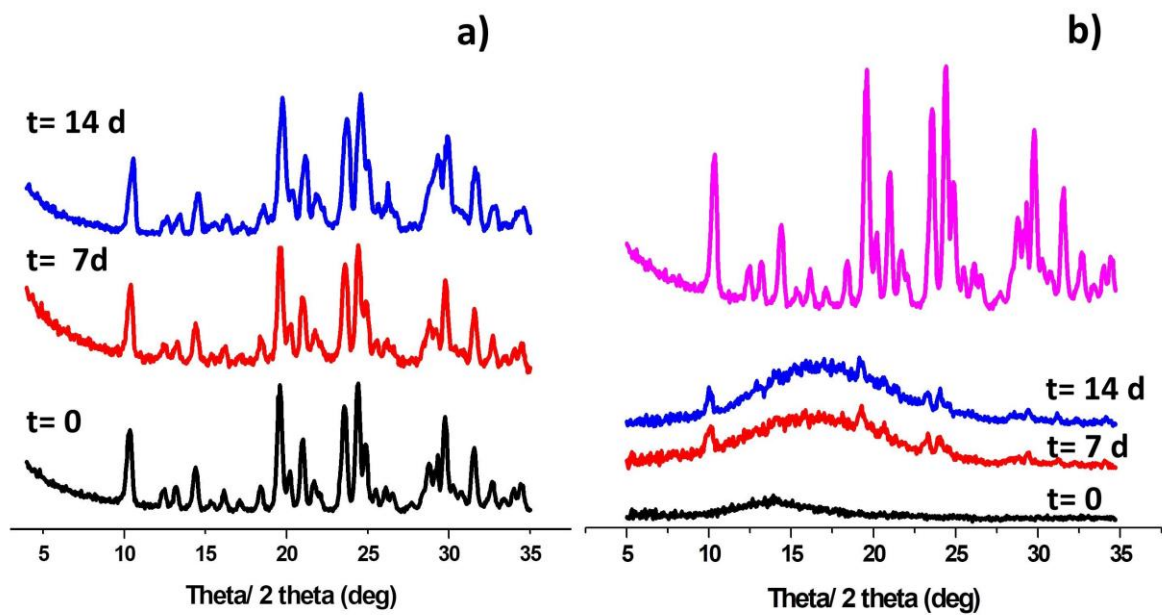 a)
t= 14 d
t= 7d
t= 0
5 10 15 20 25 30 35
Theta/ 2 theta (deg)
b)
t= 14 d
t= 7 d
t= 0
5 10 15 20 25 30 35
Theta/ 2 theta (deg)